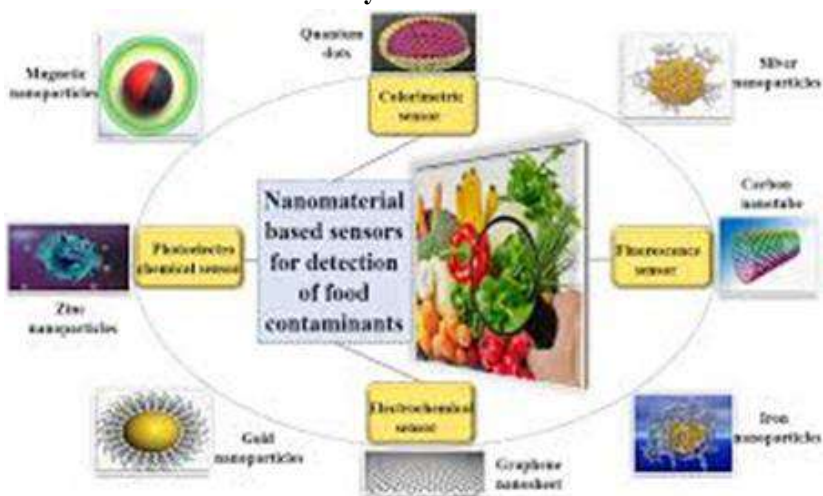 Quantum
dots
Magnetic
nanoparticles
Silver
nanoparticles
Colorimetric
sensor
Nanomaterial
based sensors
for detection
of food
contaminants
Carbon
nanotube
Photoelectro
chemical sensor
Fluorescence
sensor
Zinc
nanoparticles
Electrochemical
sensor
Gold
nanoparticles
Iron
nanoparticles
Graphene
nanosheet